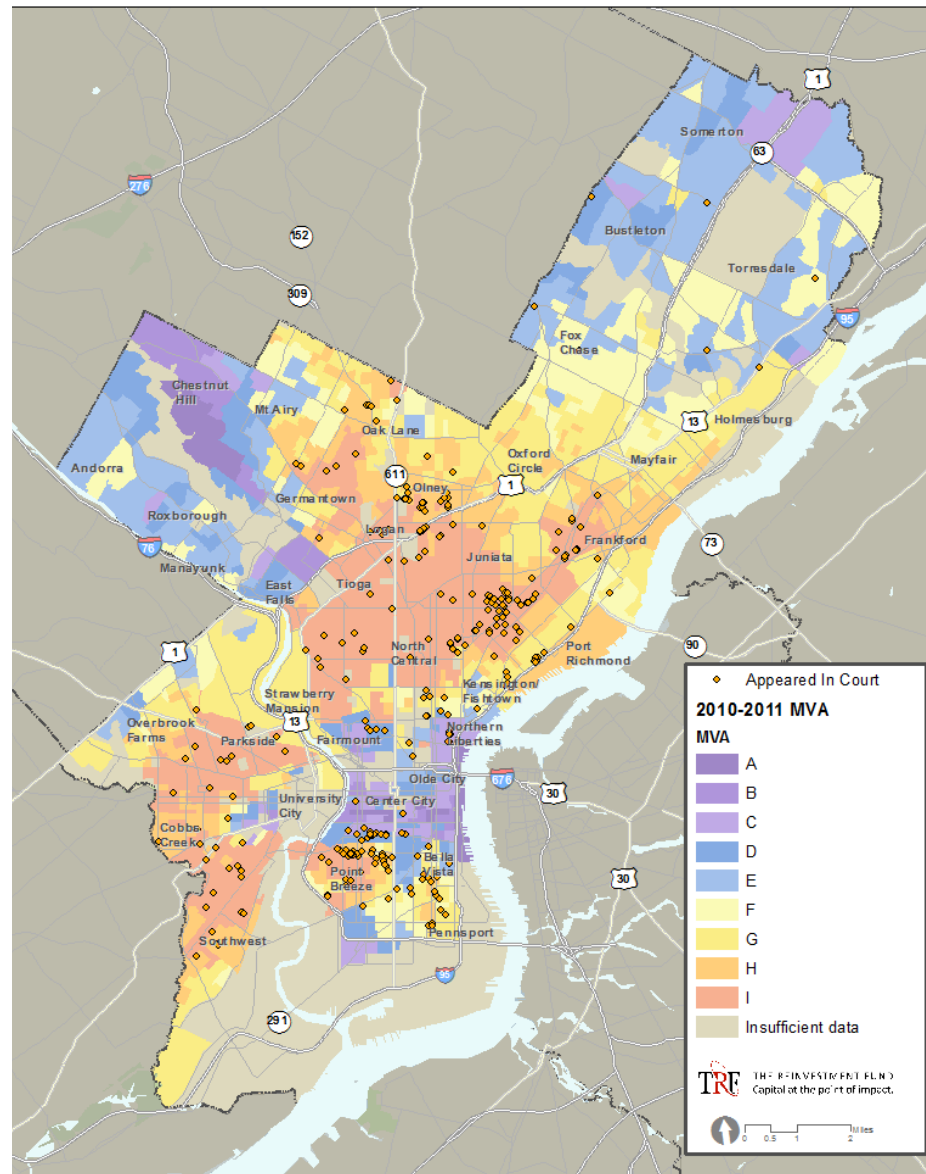 1
Somerton
63
276
Bustleton
152
Torresdale
309
95
Fox
Chase
Chestnut
Hill
Mt Airy
13
Holmesburg
Oak Lane
Oxford
Circle
Mayfair
Andorra
611
Olney
1
Germantown
Roxborough
Logan
Frankford
73
76
Juniata
Manayunk
Tioga
East
Falls
90
1
North
Central
Port
Richmond
Kensington/
Fishtown
Strawberry
Mansion
13
Overbrook
Farms
Parkside
Fairmount
Northern
Liberties
Olde City
676
30
University
City
Center City
Cobbs
Creek
Bella
Vista
30
Point
Breeze
Southwest
Pennsport
95
291
Appeared In Court
2010-2011 MVA
MVA
A
B
C
D
E
F
G
H
I
Insufficient data
TRF THE REINVESTMENT FUND
Capital at the point of impact.
0 0.5 1 2 Miles